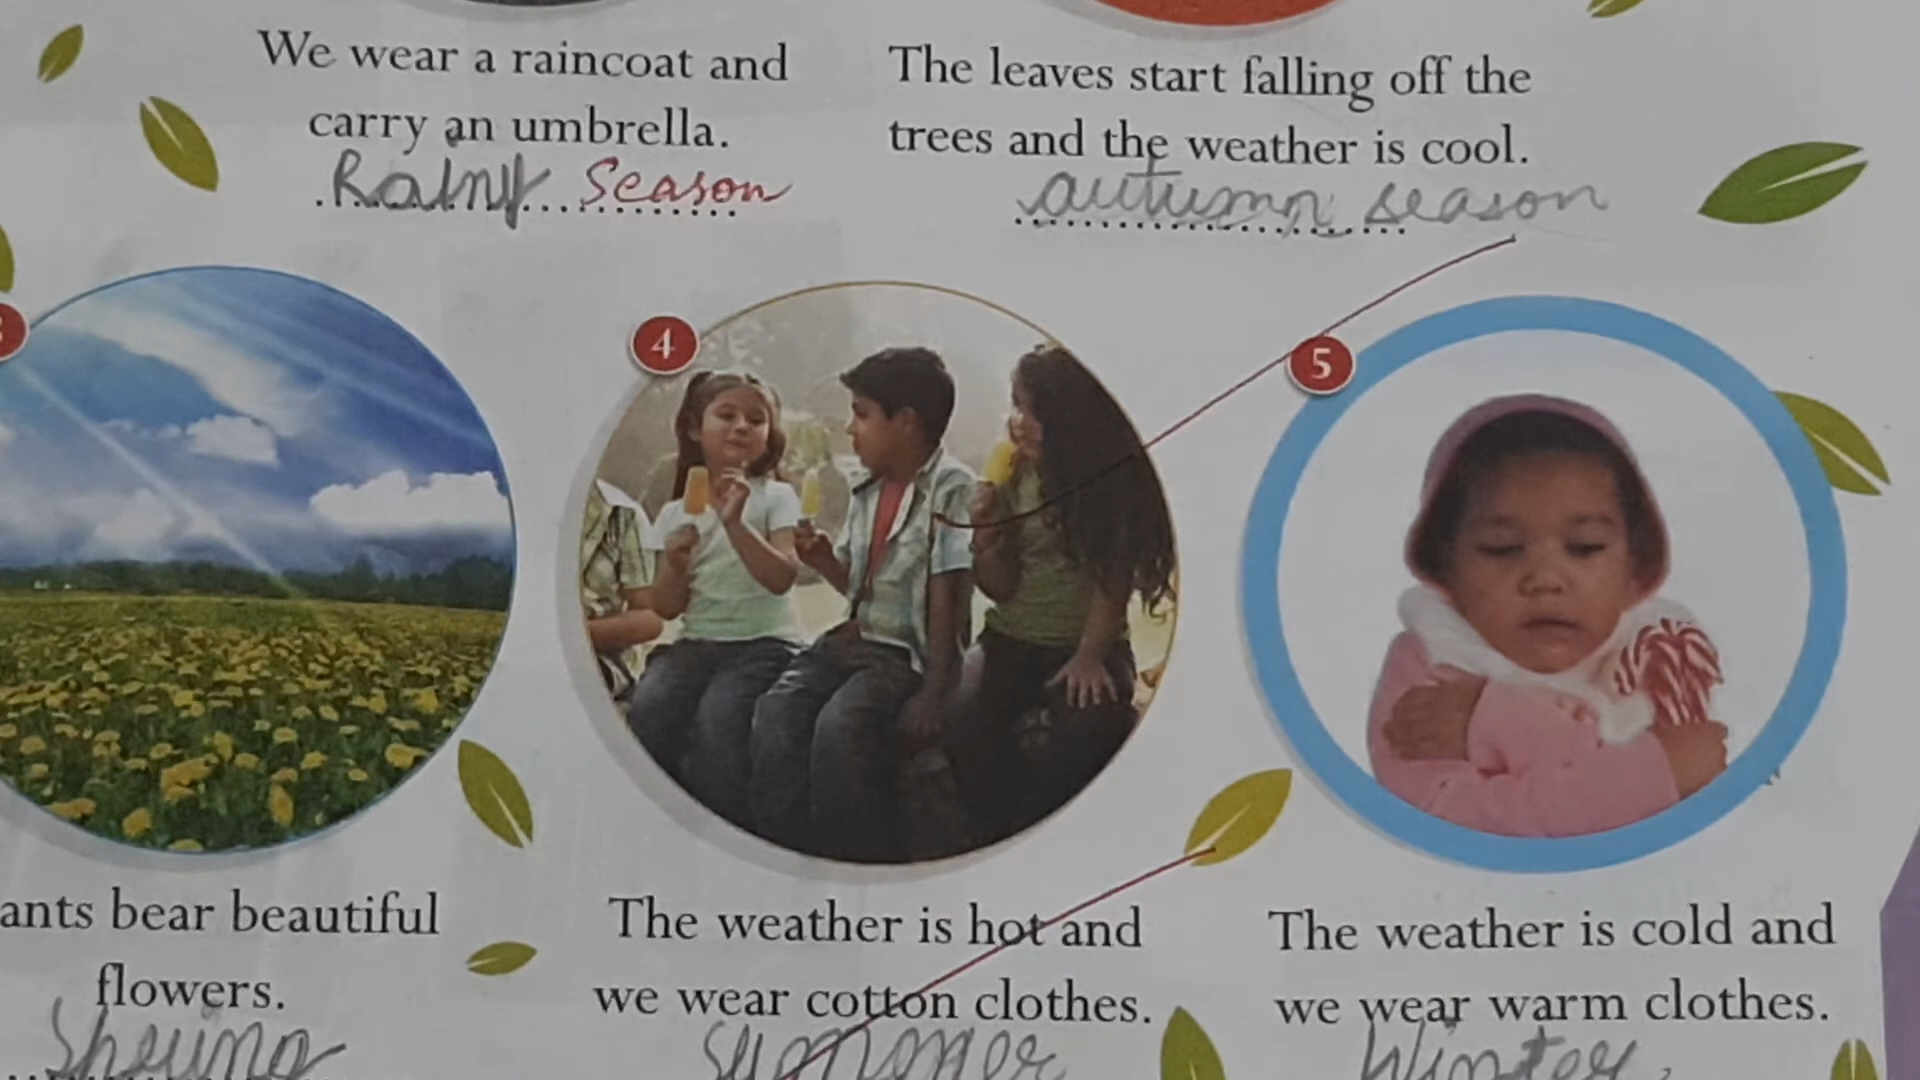 We wear a raincoat and
carry an umbrella.
Rainy Season
The leaves start falling off the
trees and the weather is cool.
autumn season
4
5
ants bear beautiful
flowers.
The weather is hot and
we wear cotton clothes.
summer
The weather is cold and
we wear warm clothes.
Winter